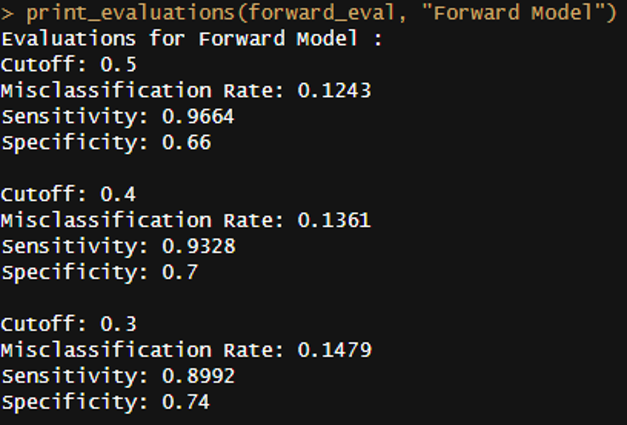 > print_evaluations(forward_eval, "Forward Model")
Evaluations for Forward Model :
Cutoff: 0.5
Misclassification Rate: 0.1243
Sensitivity: 0.9664
Specificity: 0.66
Cutoff: 0.4
Misclassification Rate: 0.1361
Sensitivity: 0.9328
Specificity: 0.7
Cutoff: 0.3
Misclassification Rate: 0.1479
Sensitivity: 0.8992
Specificity: 0.74